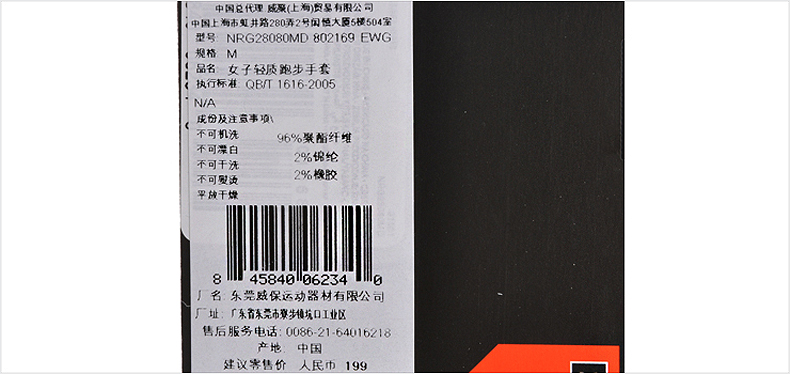 中国总代理 威聚(上海)贸易有限公司
中国上海市虹井路280弄2号闳恒大厦5楼504室
型号 NRG28080MD 802169 EWG
规格 M
品名 女子轻质跑步手套
执行标准 QB/T 1616-2005
N/A
成份及注意事项\
不可机洗 96%聚酯纤维
不可漂白 2%锦纶
不可干洗 2%橡胶
不可熨烫
平放干燥
8 45840 06234 0
厂名: 东莞威保运动器材有限公司
厂址: 广东省东莞市寮步镇坑口工业区
售后服务电话: 0086-21-64016218
产地: 中国
建议零售价 人民币 199